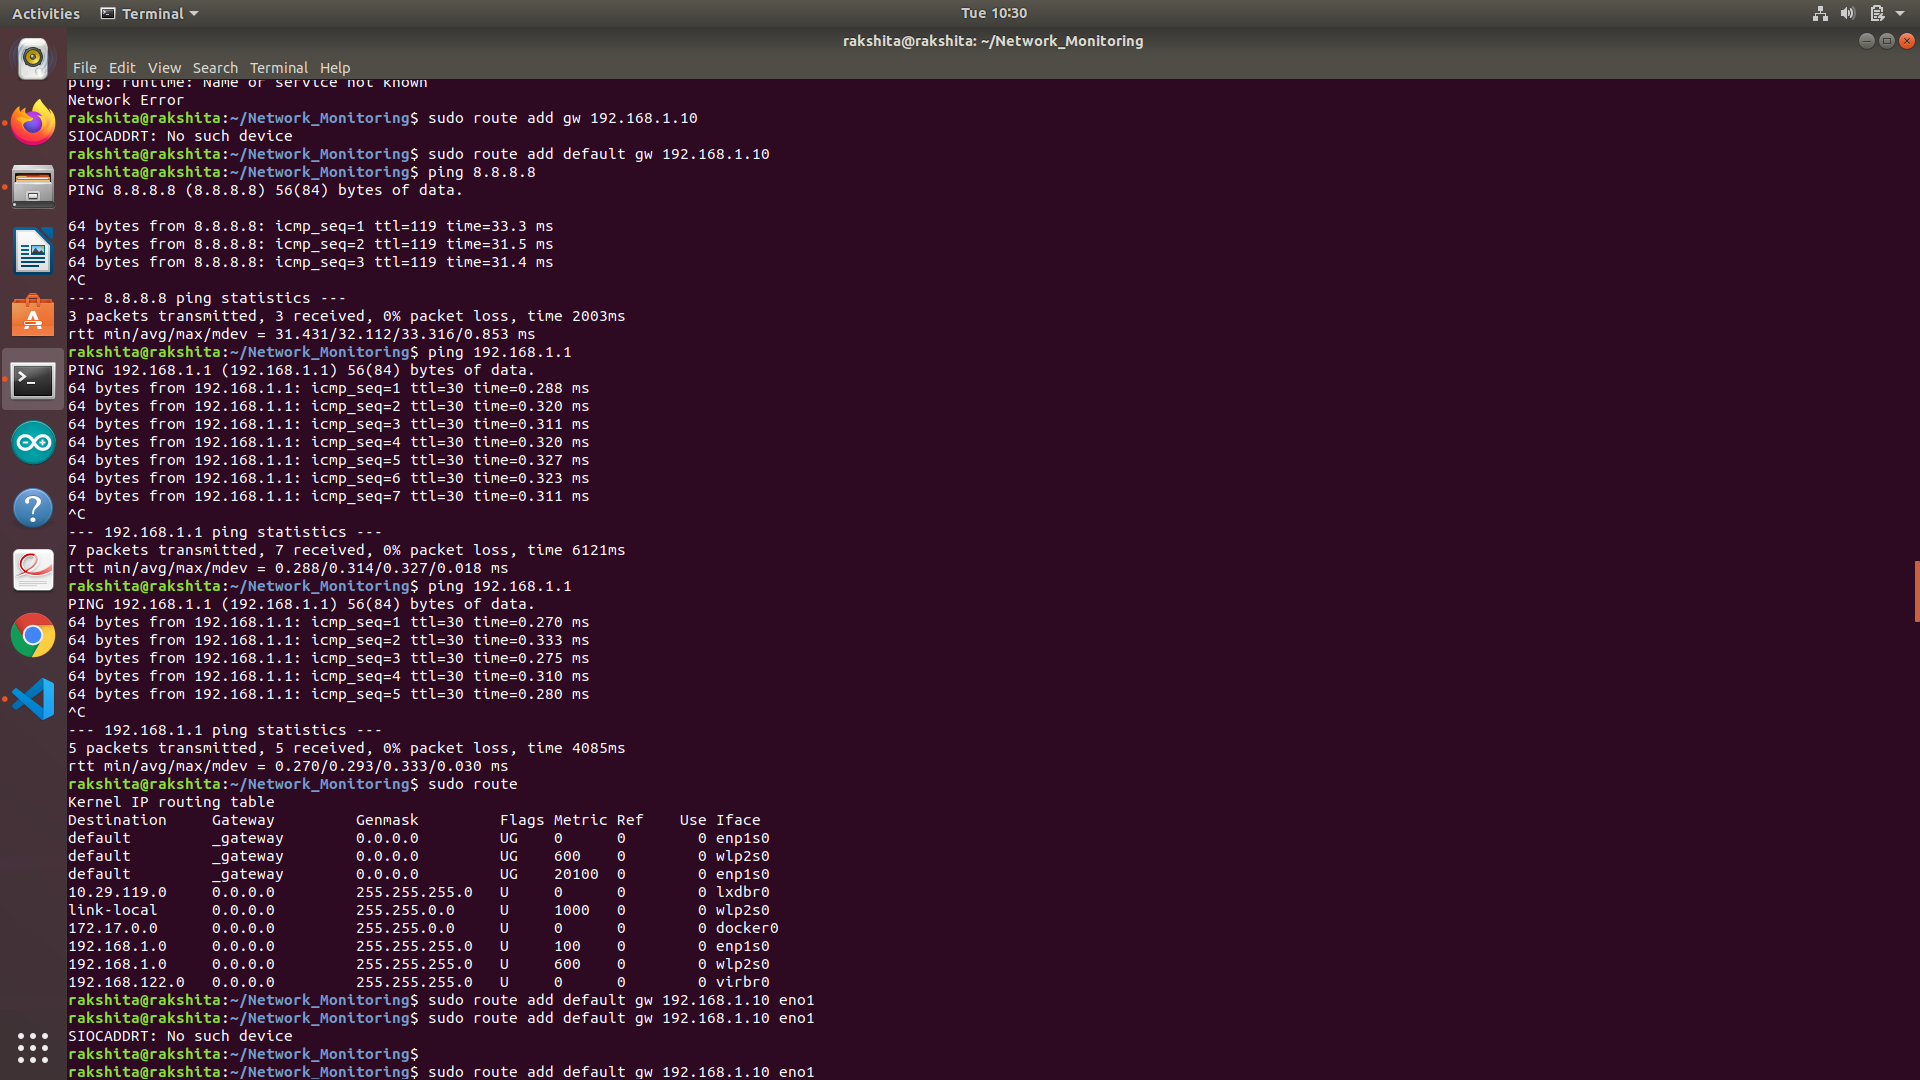 Activities Terminal Tue 10:30
rakshita@rakshita: ~/Network_Monitoring
File Edit View Search Terminal Help
ping: runtime: Name or service not known
Network Error
rakshita@rakshita:~/Network_Monitoring$ sudo route add gw 192.168.1.10
SIOCADDRT: No such device
rakshita@rakshita:~/Network_Monitoring$ sudo route add default gw 192.168.1.10
rakshita@rakshita:~/Network_Monitoring$ ping 8.8.8.8
PING 8.8.8.8 (8.8.8.8) 56(84) bytes of data.
64 bytes from 8.8.8.8: icmp_seq=1 ttl=119 time=33.3 ms
64 bytes from 8.8.8.8: icmp_seq=2 ttl=119 time=31.5 ms
64 bytes from 8.8.8.8: icmp_seq=3 ttl=119 time=31.4 ms
^C
--- 8.8.8.8 ping statistics ---
3 packets transmitted, 3 received, 0% packet loss, time 2003ms
rtt min/avg/max/mdev = 31.431/32.112/33.316/0.853 ms
rakshita@rakshita:~/Network_Monitoring$ ping 192.168.1.1
PING 192.168.1.1 (192.168.1.1) 56(84) bytes of data.
64 bytes from 192.168.1.1: icmp_seq=1 ttl=30 time=0.288 ms
64 bytes from 192.168.1.1: icmp_seq=2 ttl=30 time=0.320 ms
64 bytes from 192.168.1.1: icmp_seq=3 ttl=30 time=0.311 ms
64 bytes from 192.168.1.1: icmp_seq=4 ttl=30 time=0.320 ms
64 bytes from 192.168.1.1: icmp_seq=5 ttl=30 time=0.327 ms
64 bytes from 192.168.1.1: icmp_seq=6 ttl=30 time=0.323 ms
64 bytes from 192.168.1.1: icmp_seq=7 ttl=30 time=0.311 ms
^C
--- 192.168.1.1 ping statistics ---
7 packets transmitted, 7 received, 0% packet loss, time 6121ms
rtt min/avg/max/mdev = 0.288/0.314/0.327/0.018 ms
rakshita@rakshita:~/Network_Monitoring$ ping 192.168.1.1
PING 192.168.1.1 (192.168.1.1) 56(84) bytes of data.
64 bytes from 192.168.1.1: icmp_seq=1 ttl=30 time=0.270 ms
64 bytes from 192.168.1.1: icmp_seq=2 ttl=30 time=0.333 ms
64 bytes from 192.168.1.1: icmp_seq=3 ttl=30 time=0.275 ms
64 bytes from 192.168.1.1: icmp_seq=4 ttl=30 time=0.310 ms
64 bytes from 192.168.1.1: icmp_seq=5 ttl=30 time=0.280 ms
^C
--- 192.168.1.1 ping statistics ---
5 packets transmitted, 5 received, 0% packet loss, time 4085ms
rtt min/avg/max/mdev = 0.270/0.293/0.333/0.030 ms
rakshita@rakshita:~/Network_Monitoring$ sudo route
Kernel IP routing table
Destination     Gateway         Genmask         Flags Metric Ref    Use Iface
default         _gateway        0.0.0.0         UG    0      0        0 enp1s0
default         _gateway        0.0.0.0         UG    600    0        0 wlp2s0
default         _gateway        0.0.0.0         UG    20100  0        0 enp1s0
10.29.119.0     0.0.0.0         255.255.255.0   U     0      0        0 lxdbr0
link-local      0.0.0.0         255.255.0.0     U     1000   0        0 wlp2s0
172.17.0.0      0.0.0.0         255.255.0.0     U     0      0        0 docker0
192.168.1.0     0.0.0.0         255.255.255.0   U     100    0        0 enp1s0
192.168.1.0     0.0.0.0         255.255.255.0   U     600    0        0 wlp2s0
192.168.122.0   0.0.0.0         255.255.255.0   U     0      0        0 virbr0
rakshita@rakshita:~/Network_Monitoring$ sudo route add default gw 192.168.1.10 eno1
rakshita@rakshita:~/Network_Monitoring$ sudo route add default gw 192.168.1.10 eno1
SIOCADDRT: No such device
rakshita@rakshita:~/Network_Monitoring$
rakshita@rakshita:~/Network_Monitoring$ sudo route add default gw 192.168.1.10 eno1